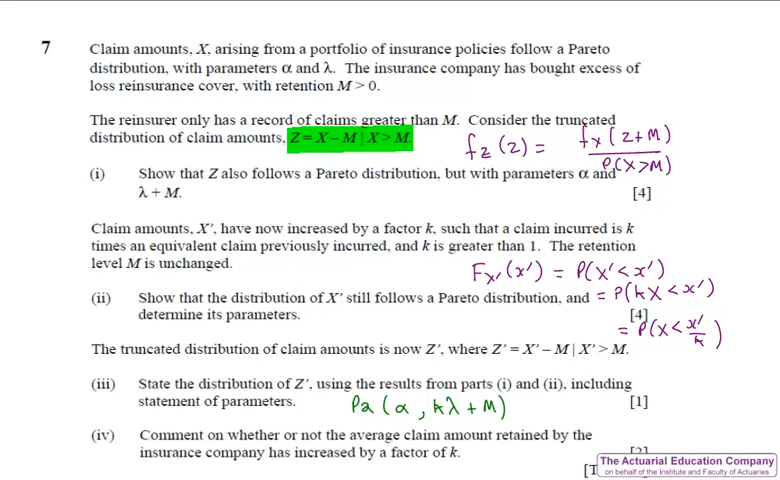 7 Claim amounts, X, arising from a portfolio of insurance policies follow a Pareto
distribution, with parameters α and λ. The insurance company has bought excess of
loss reinsurance cover, with retention M > 0.
The reinsurer only has a record of claims greater than M. Consider the truncated
distribution of claim amounts, Z = X – M | X > M.
f_Z(z) = f_X(z+M) / P(X>M)
(i) Show that Z also follows a Pareto distribution, but with parameters α and
λ + M. [4]
Claim amounts, X′, have now increased by a factor k, such that a claim incurred is k
times an equivalent claim previously incurred, and k is greater than 1. The retention
level M is unchanged.
F_X′(x′) = P(X′ < x′)
(ii) Show that the distribution of X′ still follows a Pareto distribution, and = P(kX < x′)
determine its parameters. [4]
= P(X < x′/k)
The truncated distribution of claim amounts is now Z′, where Z′ = X′ – M | X′ > M.
(iii) State the distribution of Z′, using the results from parts (i) and (ii), including
statement of parameters. Pa(α, kλ + M) [1]
(iv) Comment on whether or not the average claim amount retained by the
insurance company has increased by a factor of k.
The Actuarial Education Company
on behalf of the Institute and Faculty of Actuaries